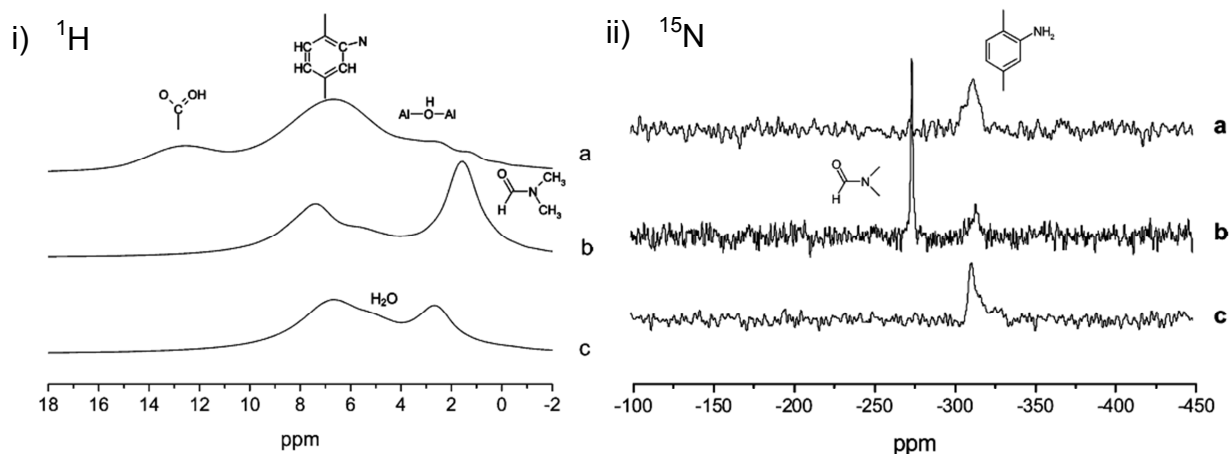 i) ¹H
ii) ¹⁵N
HC
C
N
HC
CH
O
OH
C
H
Al-O-Al
a
O
N
CH₃
H
CH₃
b
H₂O
c
18 16 14 12 10 8 6 4 2 0 -2
ppm
NH₂
a
O
H
N
b
c
-100 -150 -200 -250 -300 -350 -400 -450
ppm